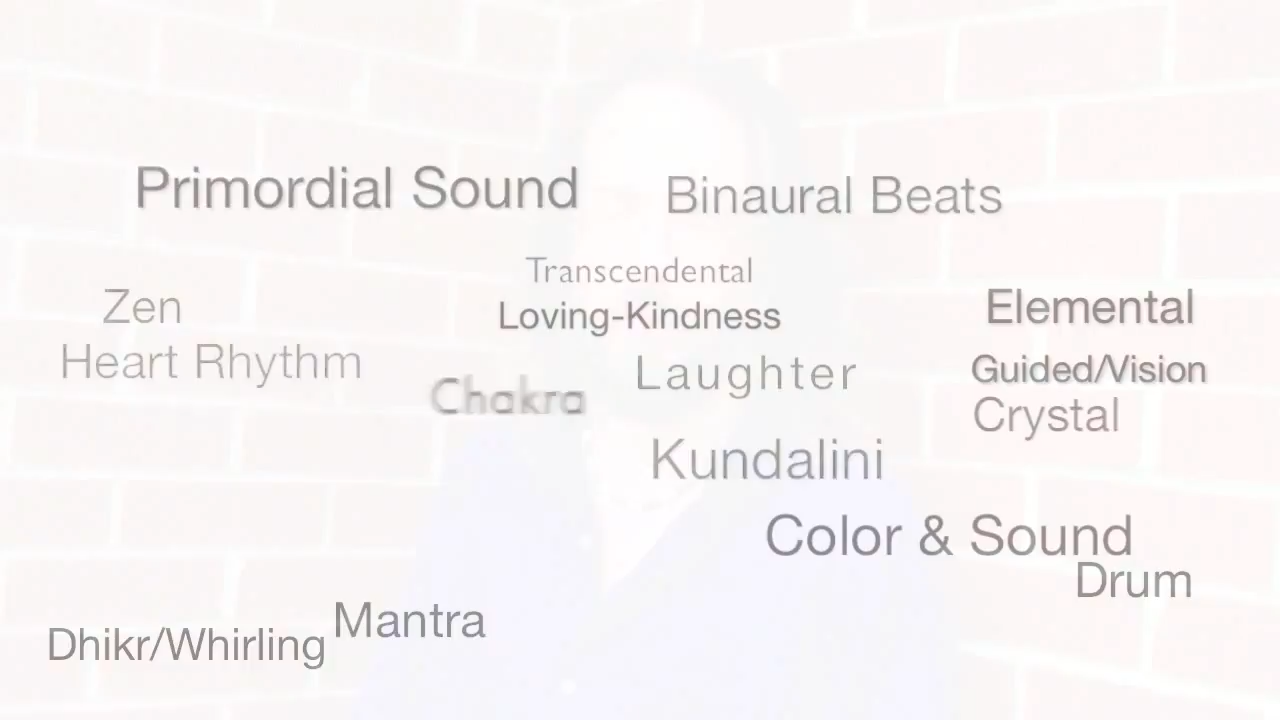 Primordial Sound
Binaural Beats
Transcendental
Zen
Loving-Kindness
Elemental
Heart Rhythm
Laughter
Guided/Vision
Chakra
Crystal
Kundalini
Color & Sound
Drum
Mantra
Dhikr/Whirling